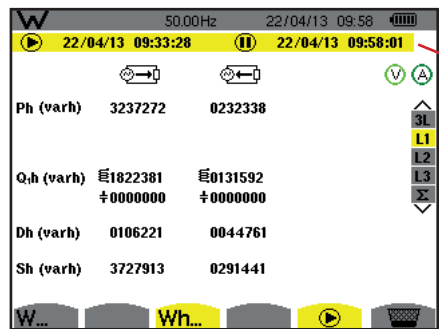 W 50.00Hz 22/04/13 09:58
22/04/13 09:33:28 22/04/13 09:58:01
V A
Ph (varh) 3237272 0232338
3L
L1
L2
L3
Σ
Q₁h (varh) 1822381 0131592
0000000 0000000
Dh (varh) 0106221 0044761
Sh (varh) 3727913 0291441
W... Wh...